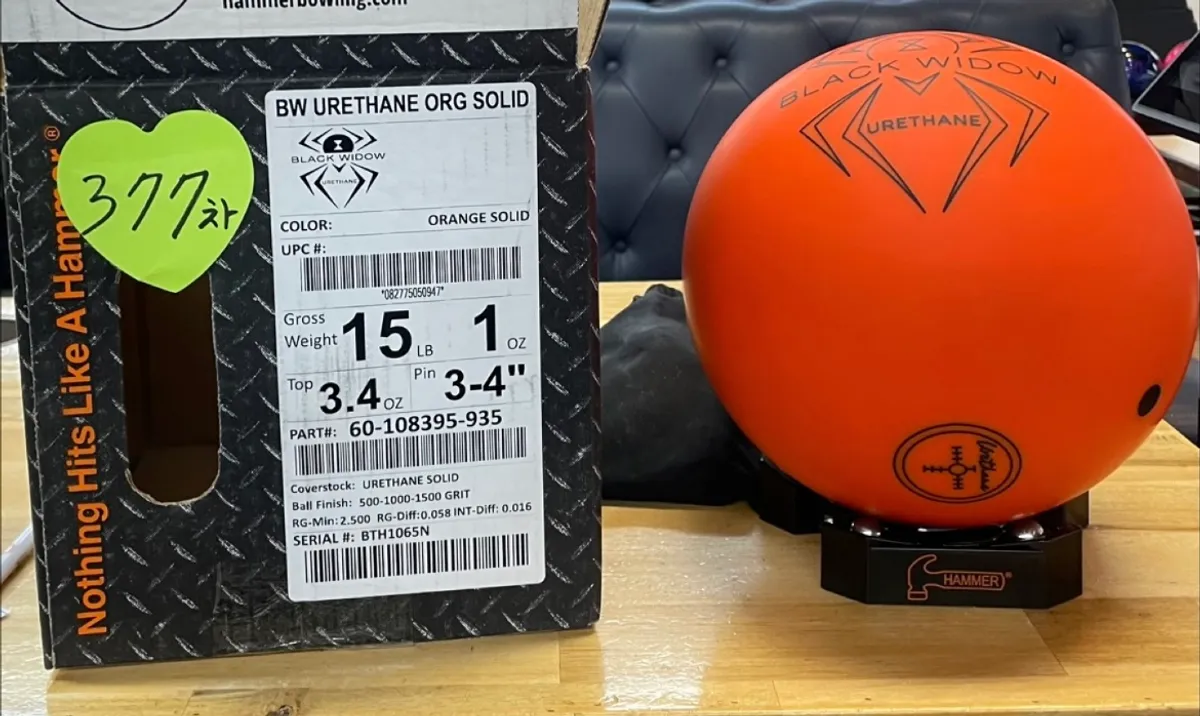 hammerbowling.com
Nothing Hits Like A Hammer®
377차
BW URETHANE ORG SOLID
BLACK WIDOW
URETHANE
COLOR: ORANGE SOLID
UPC #:
*082775050947*
Gross Weight 15 LB 1 OZ
Top 3.4 OZ Pin 3-4"
PART#: 60-108395-935
Coverstock: URETHANE SOLID
Ball Finish: 500-1000-1500 GRIT
RG-Min: 2.500 RG-Diff:0.058 INT-Diff: 0.016
SERIAL #: BTH1065N
BLACK WIDOW
URETHANE
HAMMER®